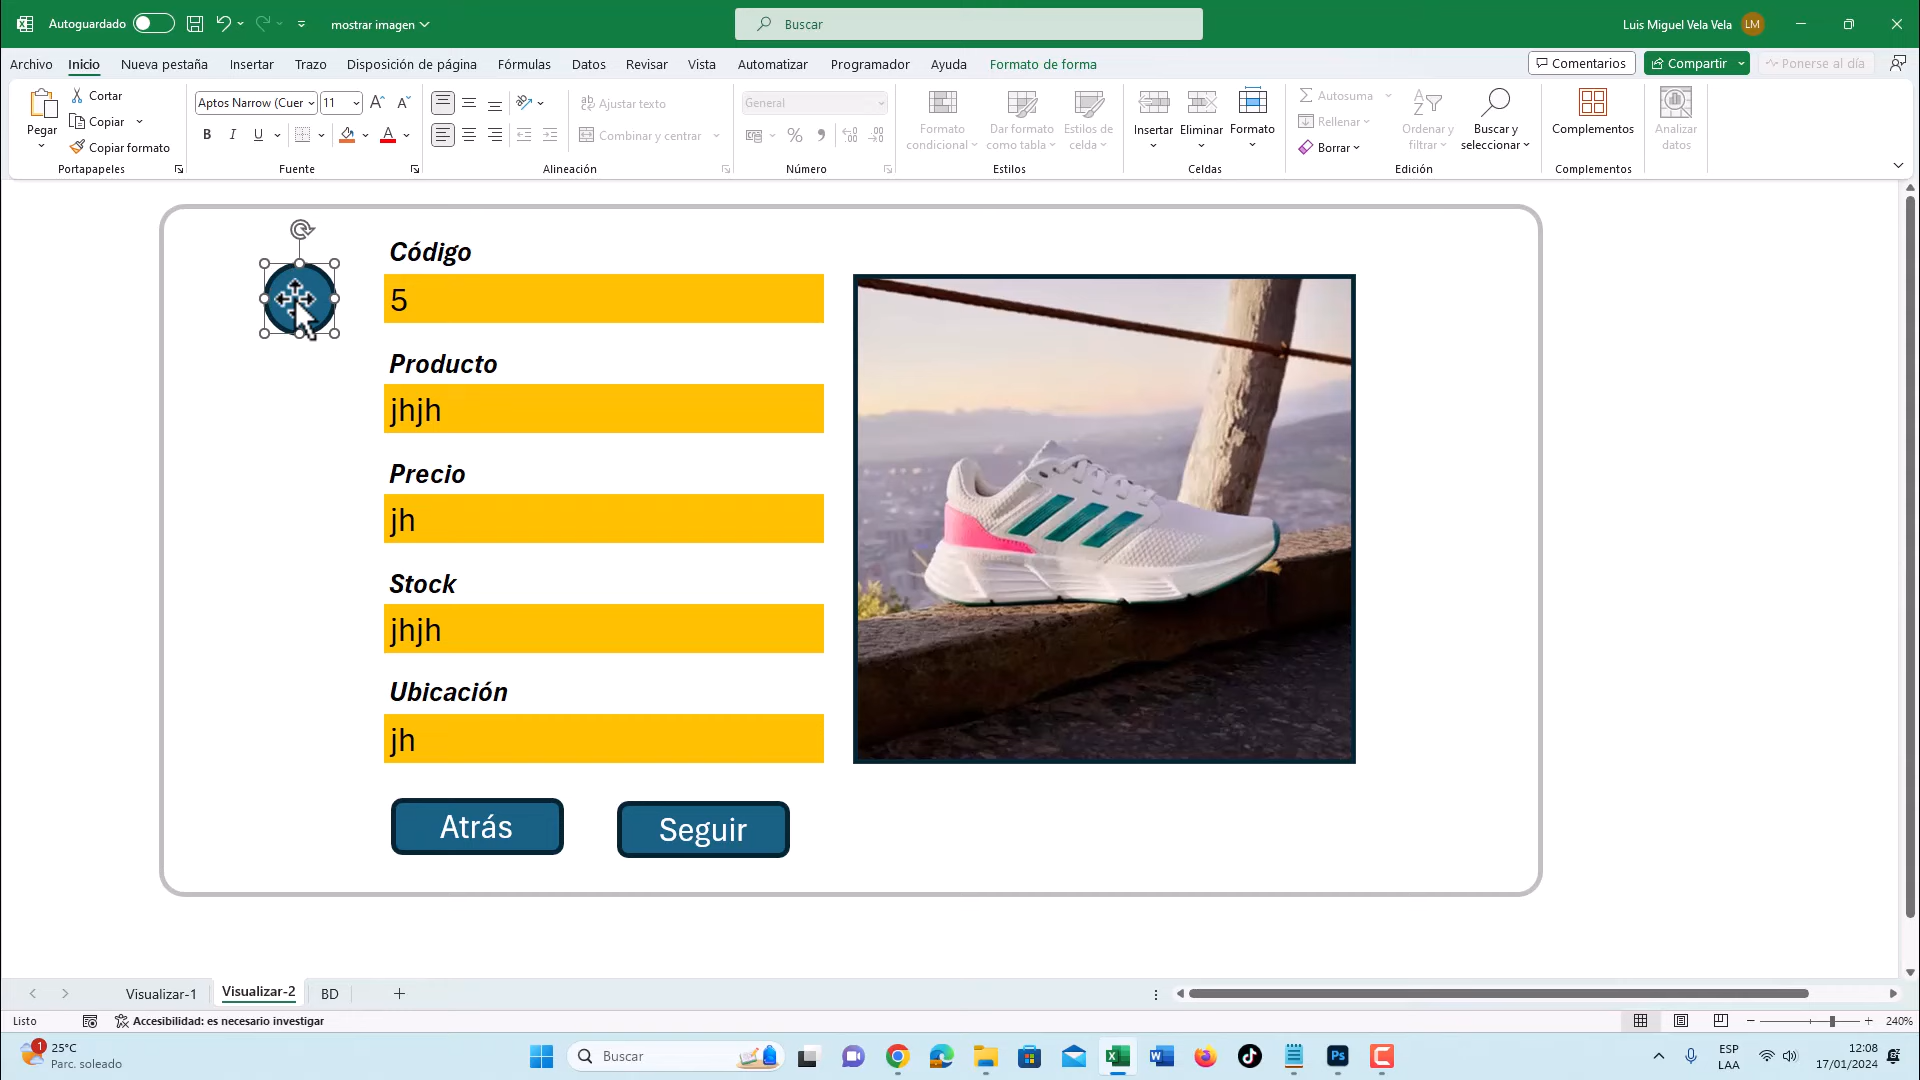 Autoguardado
mostrar imagen
Buscar
Luis Miguel Vela Vela
LM
Archivo
Inicio
Nueva pestaña
Insertar
Trazo
Disposición de página
Fórmulas
Datos
Revisar
Vista
Automatizar
Programador
Ayuda
Formato de forma
Comentarios
Compartir
Ponerse al día
Pegar
Cortar
Copiar
Copiar formato
Portapapeles
Aptos Narrow (Cuer
11
A
A
N
K
S
A
Fuente
Ajustar texto
Combinar y centrar
Alineación
General
%
Número
Formato
condicional
Dar formato
como tabla
Estilos de
celda
Estilos
Insertar
Eliminar
Formato
Celdas
Autosuma
Rellenar
Borrar
Ordenar y
filtrar
Buscar y
seleccionar
Edición
Complementos
Complementos
Analizar
datos
Código
5
Producto
jhjh
Precio
jh
Stock
jhjh
Ubicación
jh
Atrás
Seguir
Visualizar-1
Visualizar-2
BD
Listo
Accesibilidad: es necesario investigar
240%
1
25°C
Parc. soleado
Buscar
ESP
LAA
12:08
17/01/2024